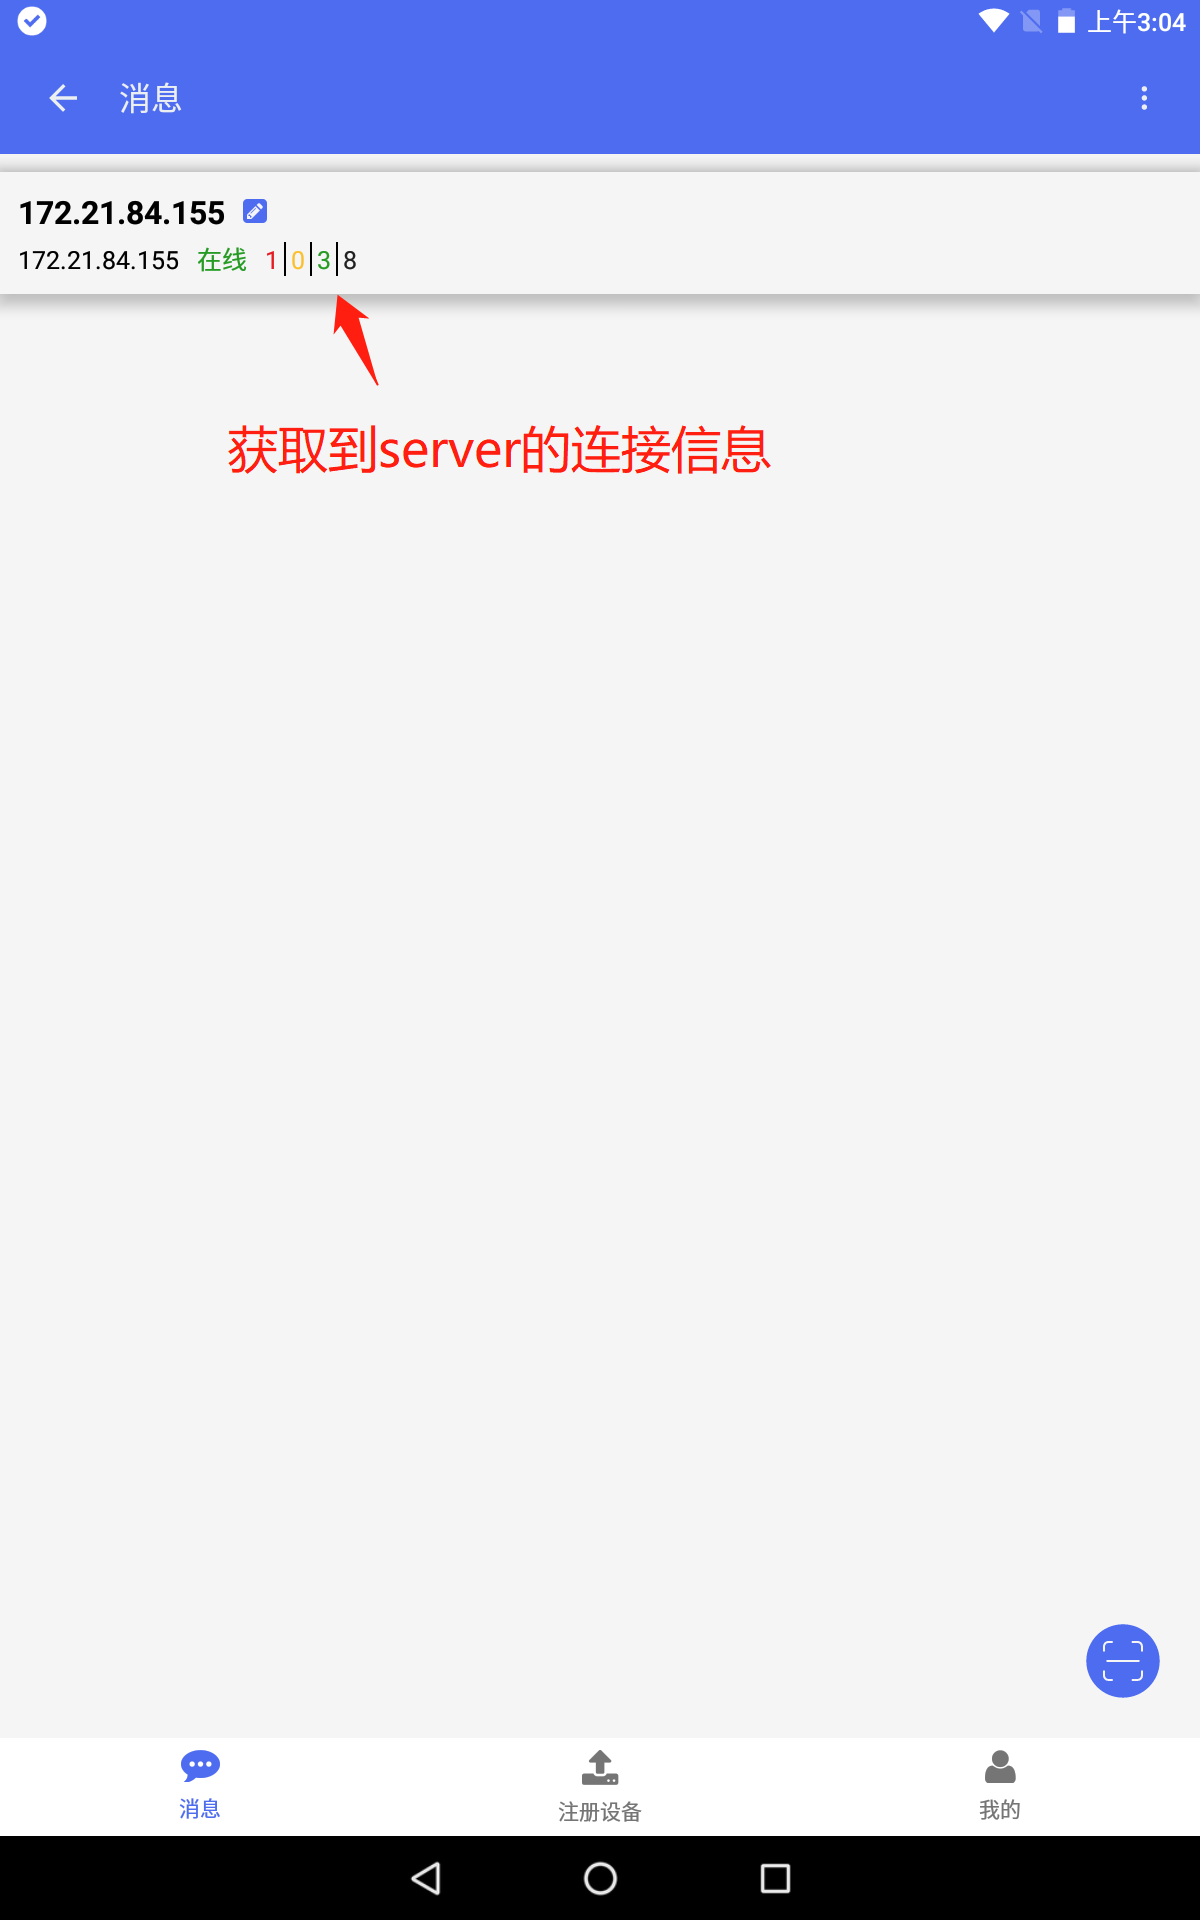 上午3:04
消息
172.21.84.155
172.21.84.155 在线 1|0|3|8
获取到server的连接信息
消息 注册设备 我的